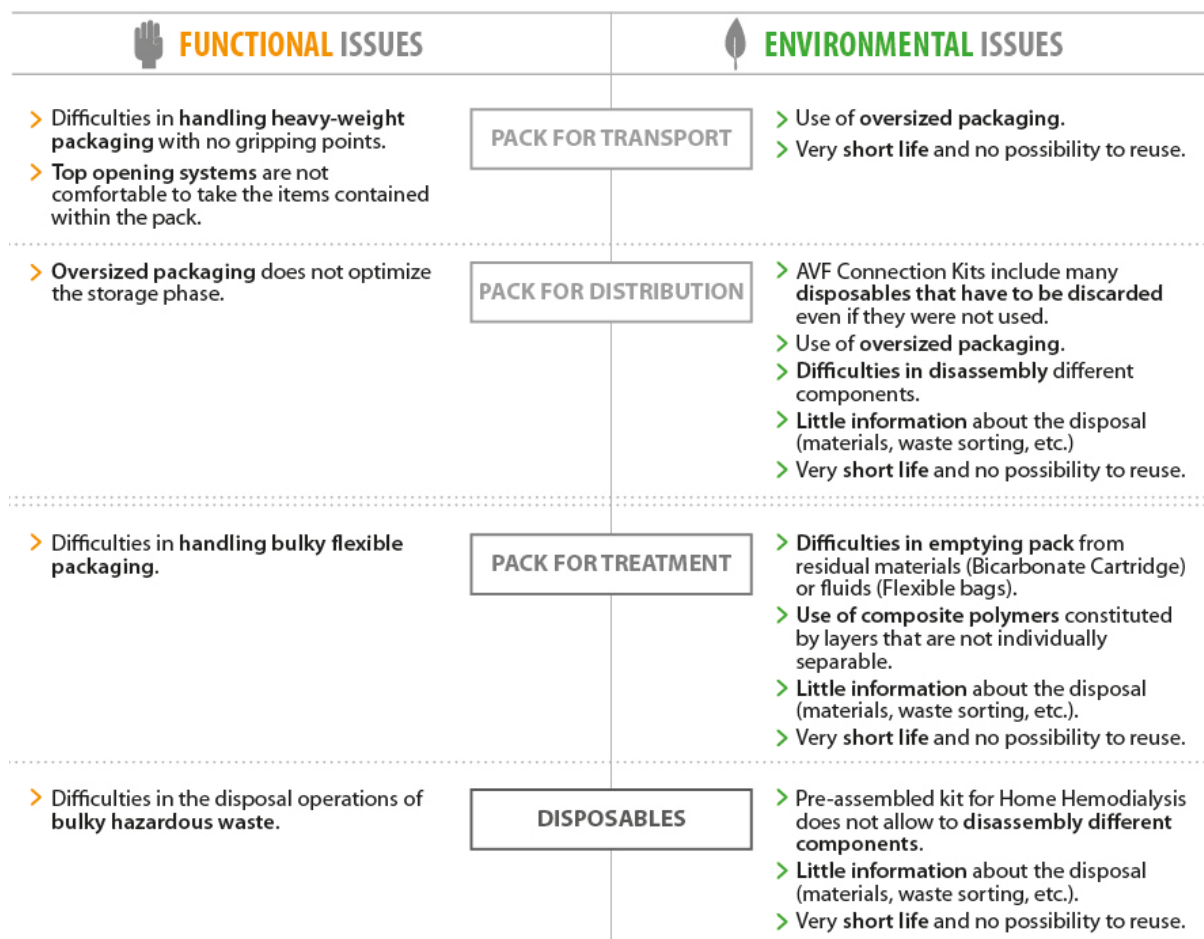 FUNCTIONAL ISSUES
ENVIRONMENTAL ISSUES
PACK FOR TRANSPORT
Difficulties in handling heavy-weight
packaging with no gripping points.
Top opening systems are not
comfortable to take the items contained
within the pack.
Use of oversized packaging.
Very short life and no possibility to reuse.
PACK FOR DISTRIBUTION
Oversized packaging does not optimize
the storage phase.
AVF Connection Kits include many
disposables that have to be discarded
even if they were not used.
Use of oversized packaging.
Difficulties in disassembly different
components.
Little information about the disposal
(materials, waste sorting, etc.)
Very short life and no possibility to reuse.
PACK FOR TREATMENT
Difficulties in handling bulky flexible
packaging.
Difficulties in emptying pack from
residual materials (Bicarbonate Cartridge)
or fluids (Flexible bags).
Use of composite polymers constituted
by layers that are not individually
separable.
Little information about the disposal
(materials, waste sorting, etc.).
Very short life and no possibility to reuse.
DISPOSABLES
Difficulties in the disposal operations of
bulky hazardous waste.
Pre-assembled kit for Home Hemodialysis
does not allow to disassembly different
components.
Little information about the disposal
(materials, waste sorting, etc.).
Very short life and no possibility to reuse.